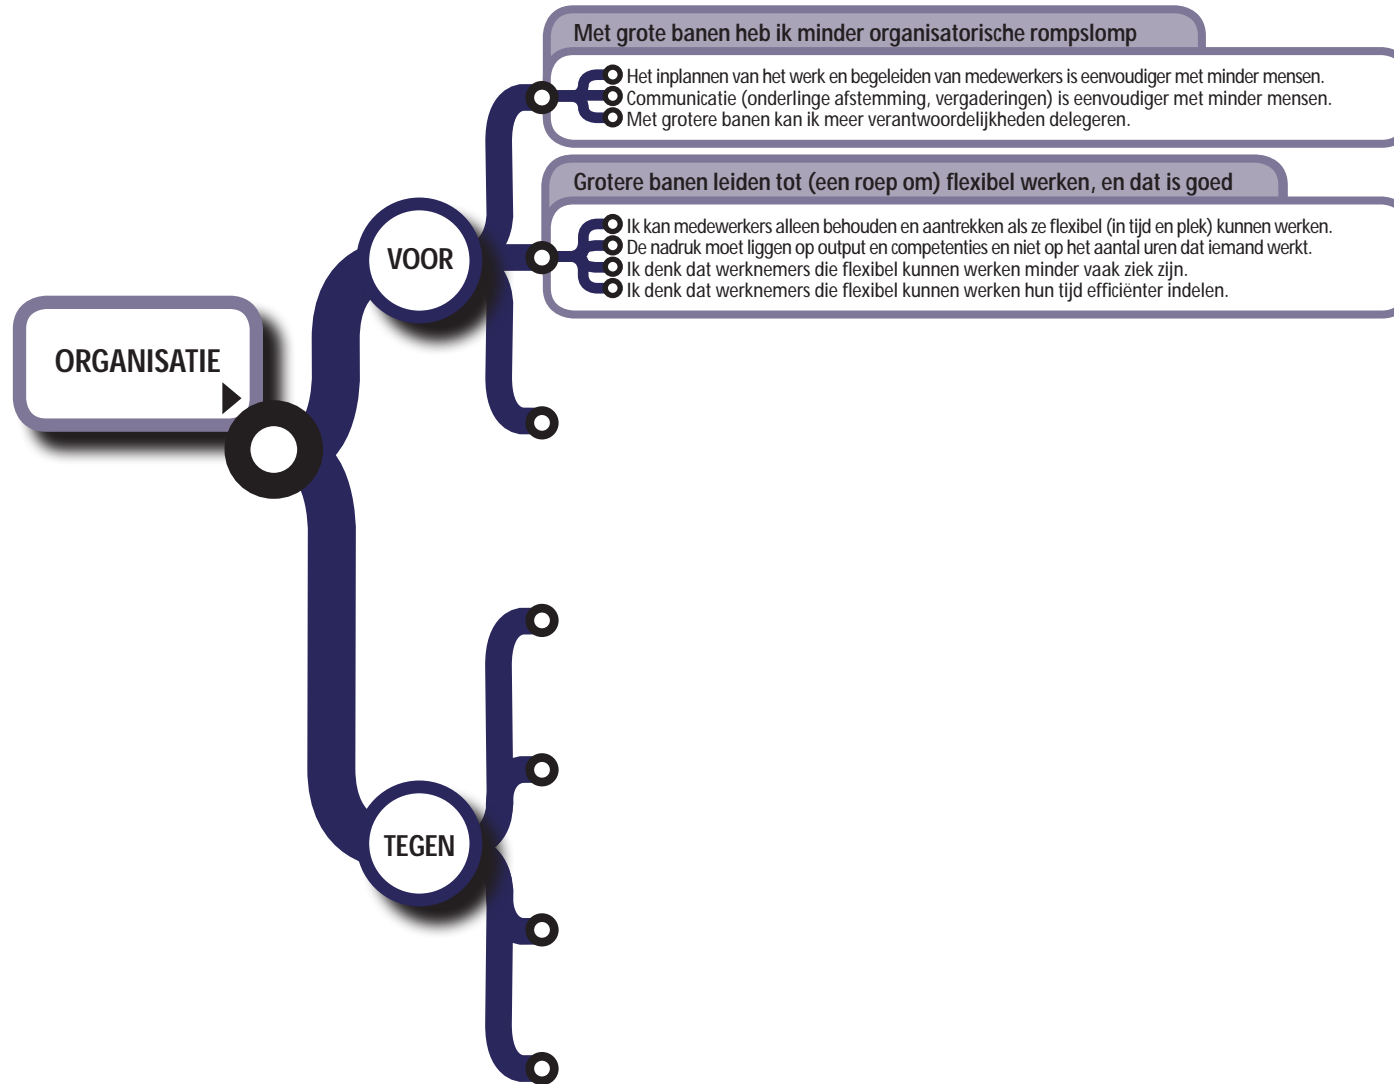 Met grote banen heb ik minder organisatorische rompslomp
Het inplannen van het werk en begeleiden van medewerkers is eenvoudiger met minder mensen.
Communicatie (onderlinge afstemming, vergaderingen) is eenvoudiger met minder mensen.
Met grotere banen kan ik meer verantwoordelijkheden delegeren.
Grotere banen leiden tot (een roep om) flexibel werken, en dat is goed
Ik kan medewerkers alleen behouden en aantrekken als ze flexibel (in tijd en plek) kunnen werken.
De nadruk moet liggen op output en competenties en niet op het aantal uren dat iemand werkt.
Ik denk dat werknemers die flexibel kunnen werken minder vaak ziek zijn.
Ik denk dat werknemers die flexibel kunnen werken hun tijd efficiënter indelen.
VOOR
ORGANISATIE
TEGEN